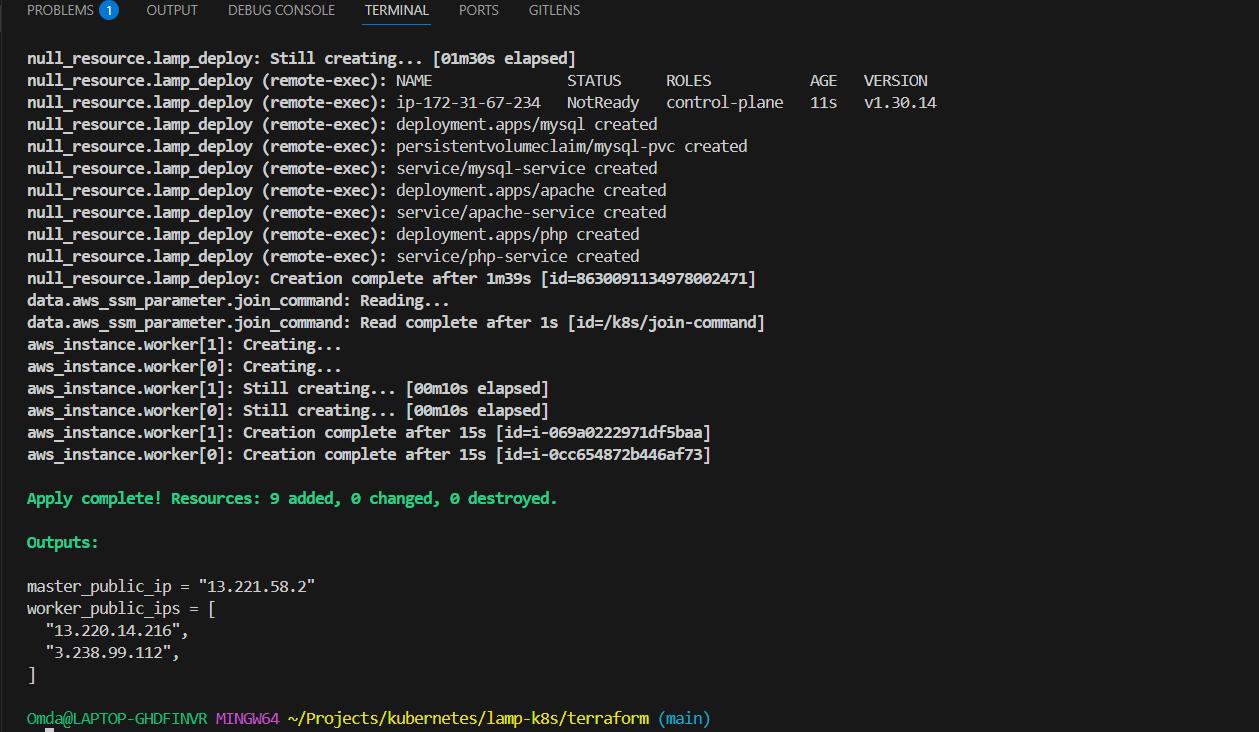 PROBLEMS 1 OUTPUT DEBUG CONSOLE TERMINAL PORTS GITLENS
null_resource.lamp_deploy: Still creating... [01m30s elapsed]
null_resource.lamp_deploy (remote-exec): NAME               STATUS     ROLES           AGE   VERSION
null_resource.lamp_deploy (remote-exec): ip-172-31-67-234   NotReady   control-plane   11s   v1.30.14
null_resource.lamp_deploy (remote-exec): deployment.apps/mysql created
null_resource.lamp_deploy (remote-exec): persistentvolumeclaim/mysql-pvc created
null_resource.lamp_deploy (remote-exec): service/mysql-service created
null_resource.lamp_deploy (remote-exec): deployment.apps/apache created
null_resource.lamp_deploy (remote-exec): service/apache-service created
null_resource.lamp_deploy (remote-exec): deployment.apps/php created
null_resource.lamp_deploy (remote-exec): service/php-service created
null_resource.lamp_deploy: Creation complete after 1m39s [id=8630091134978002471]
data.aws_ssm_parameter.join_command: Reading...
data.aws_ssm_parameter.join_command: Read complete after 1s [id=/k8s/join-command]
aws_instance.worker[1]: Creating...
aws_instance.worker[0]: Creating...
aws_instance.worker[1]: Still creating... [00m10s elapsed]
aws_instance.worker[0]: Still creating... [00m10s elapsed]
aws_instance.worker[1]: Creation complete after 15s [id=i-069a0222971df5baa]
aws_instance.worker[0]: Creation complete after 15s [id=i-0cc654872b446af73]
Apply complete! Resources: 9 added, 0 changed, 0 destroyed.
Outputs:
master_public_ip = "13.221.58.2"
worker_public_ips = [
  "13.220.14.216",
  "3.238.99.112",
]
Omda@LAPTOP-GHDFINVR MINGW64 ~/Projects/kubernetes/lamp-k8s/terraform (main)